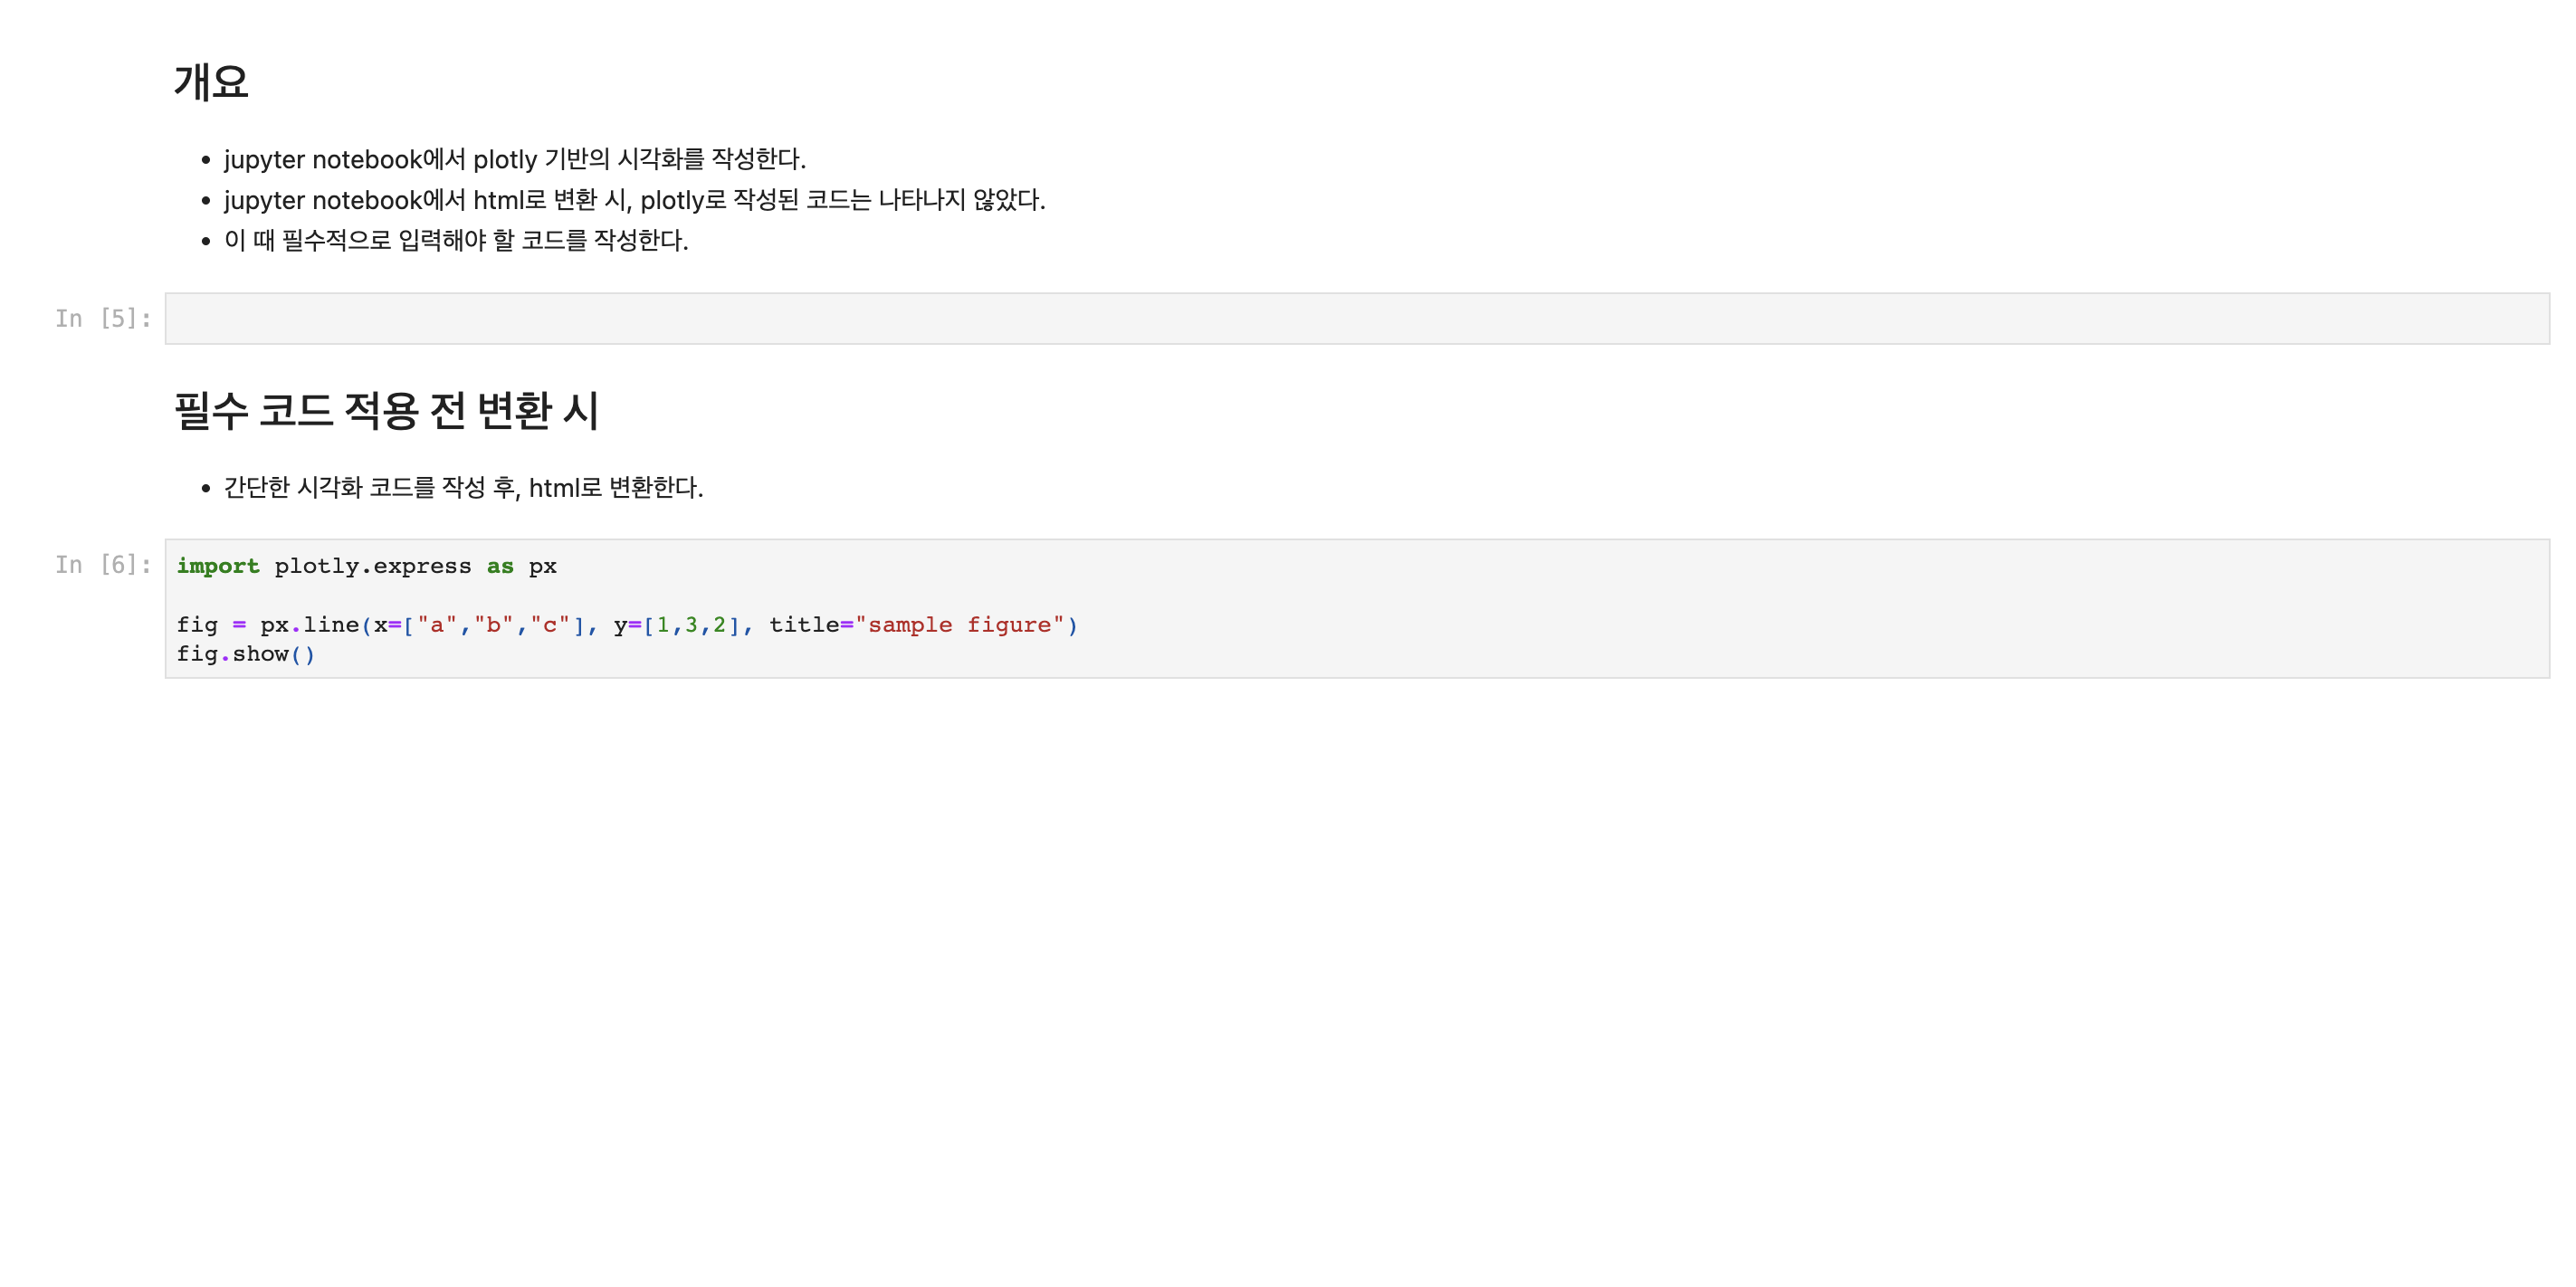 개요
• jupyter notebook에서 plotly 기반의 시각화를 작성한다.
• jupyter notebook에서 html로 변환 시, plotly로 작성된 코드는 나타나지 않았다.
• 이 때 필수적으로 입력해야 할 코드를 작성한다.
In [5]:
필수 코드 적용 전 변환 시
• 간단한 시각화 코드를 작성 후, html로 변환한다.
In [6]:
import plotly.express as px
fig = px.line(x=["a","b","c"], y=[1,3,2], title="sample figure")
fig.show()